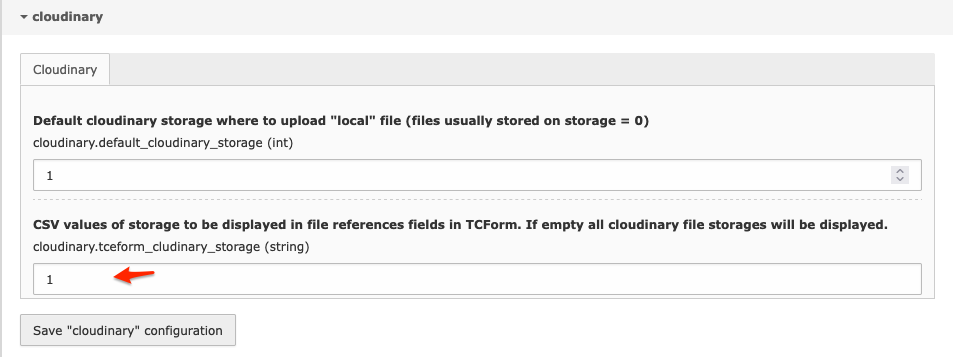 cloudinary
Cloudinary
Default cloudinary storage where to upload "local" file (files usually stored on storage = 0)
cloudinary.default_cloudinary_storage (int)
1
CSV values of storage to be displayed in file references fields in TCForm. If empty all cloudinary file storages will be displayed.
cloudinary.tceform_cludinary_storage (string)
1
Save "cloudinary" configuration